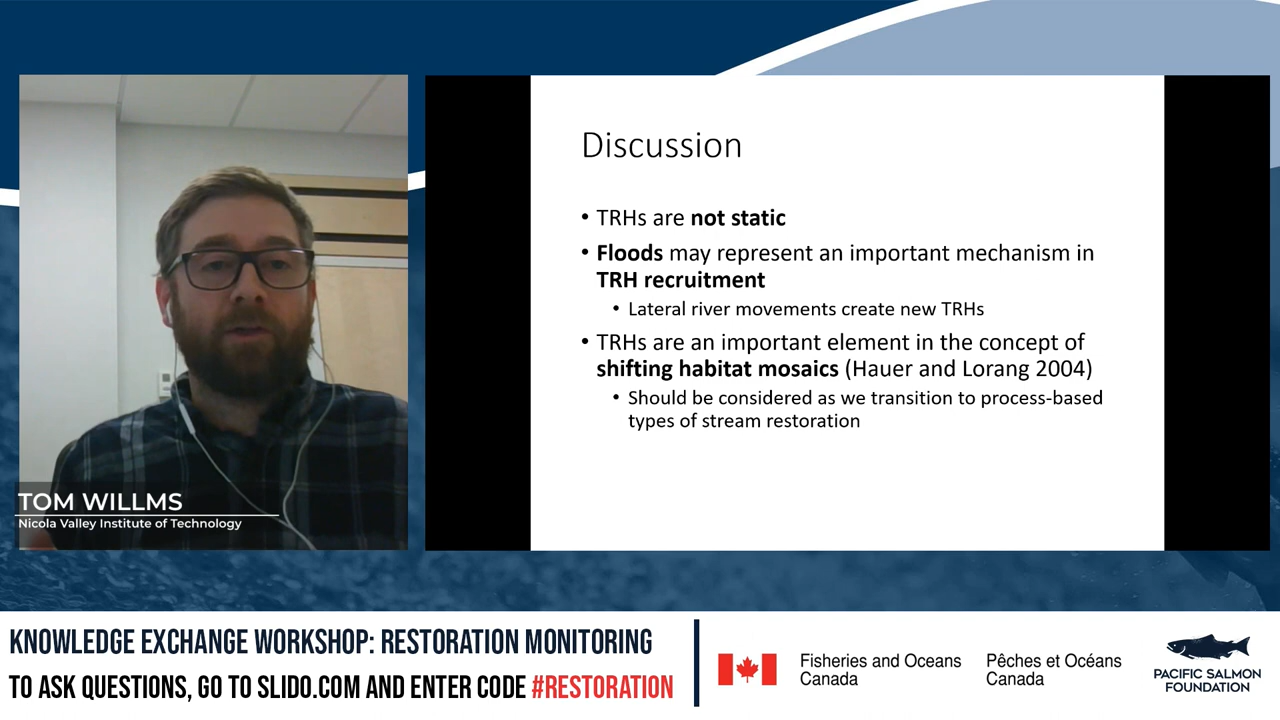 Discussion
• TRHs are not static
• Floods may represent an important mechanism in
TRH recruitment
• Lateral river movements create new TRHs
• TRHs are an important element in the concept of
shifting habitat mosaics (Hauer and Lorang 2004)
• Should be considered as we transition to process-based
types of stream restoration
TOM WILLMS
Nicola Valley Institute of Technology
KNOWLEDGE EXCHANGE WORKSHOP: RESTORATION MONITORING
TO ASK QUESTIONS, GO TO SLIDO.COM AND ENTER CODE #RESTORATION
Fisheries and Oceans
Canada
Pêches et Océans
Canada
PACIFIC SALMON
FOUNDATION